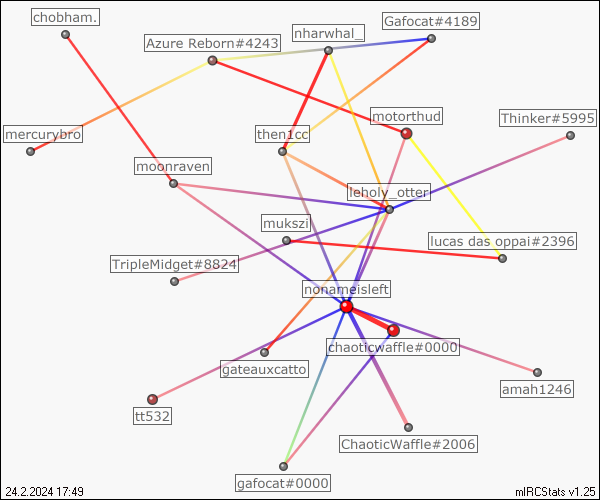 chobham.
nharwhal_
Gafocat#4189
Azure Reborn#4243
motorthud
Thinker#5995
mercurybro
then1cc
moonraven
leholy_otter
mukszil
lucas das oppai#2396
TripleMidget#8824
nonameisleft
chaoticwaffle#0000
gateauxcatto
amah1246
tt532
ChaoticWaffle#2006
gafocat#0000
24.2.2024 17:49
mIRCStats v1.25